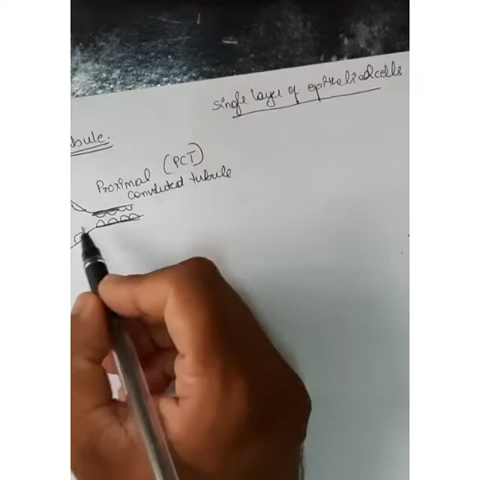 Single layer of epithelial cells
bule.
Proximal (PCT)
convoluted tubule